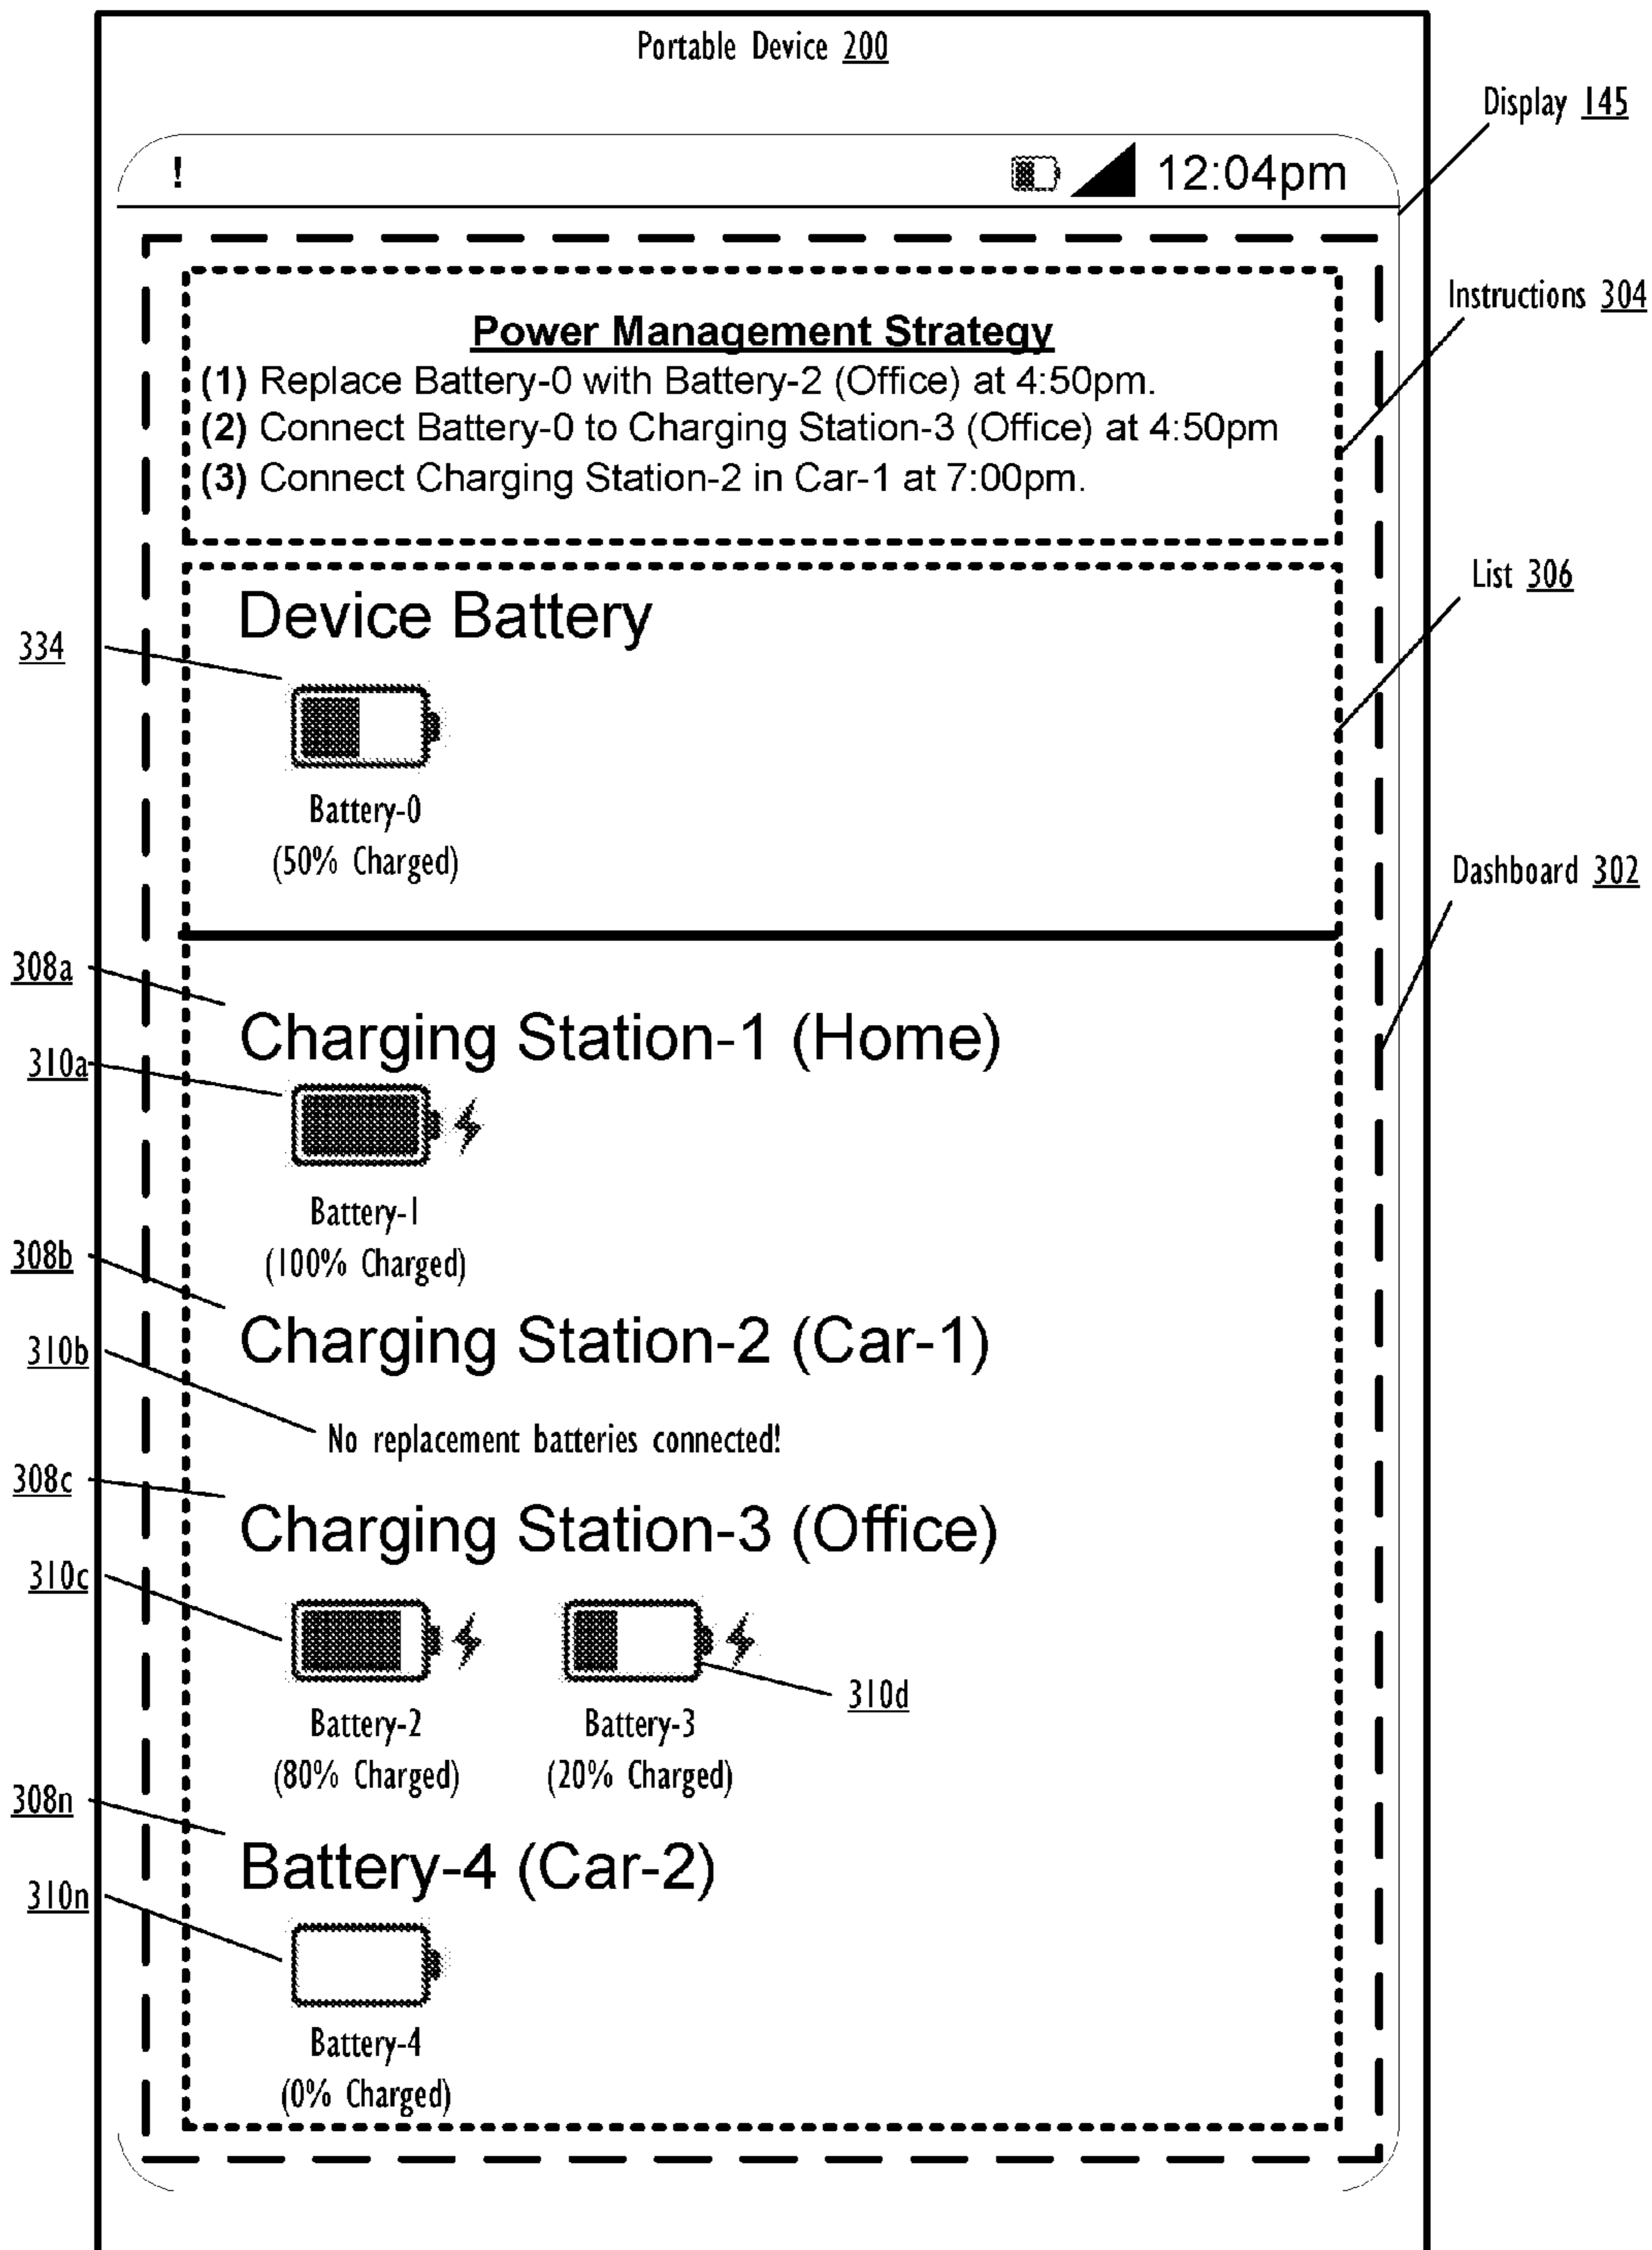 Portable Device 200
Display 145
! 12:04pm
Instructions 304
Power Management Strategy
(1) Replace Battery-0 with Battery-2 (Office) at 4:50pm.
(2) Connect Battery-0 to Charging Station-3 (Office) at 4:50pm
(3) Connect Charging Station-2 in Car-1 at 7:00pm.
List 306
Device Battery
334
Battery-0
(50% Charged)
Dashboard 302
308a
Charging Station-1 (Home)
310a
Battery-1
(100% Charged)
308b
Charging Station-2 (Car-1)
310b
No replacement batteries connected!
308c
Charging Station-3 (Office)
310c
310d
Battery-2 Battery-3
(80% Charged) (20% Charged)
308n
Battery-4 (Car-2)
310n
Battery-4
(0% Charged)